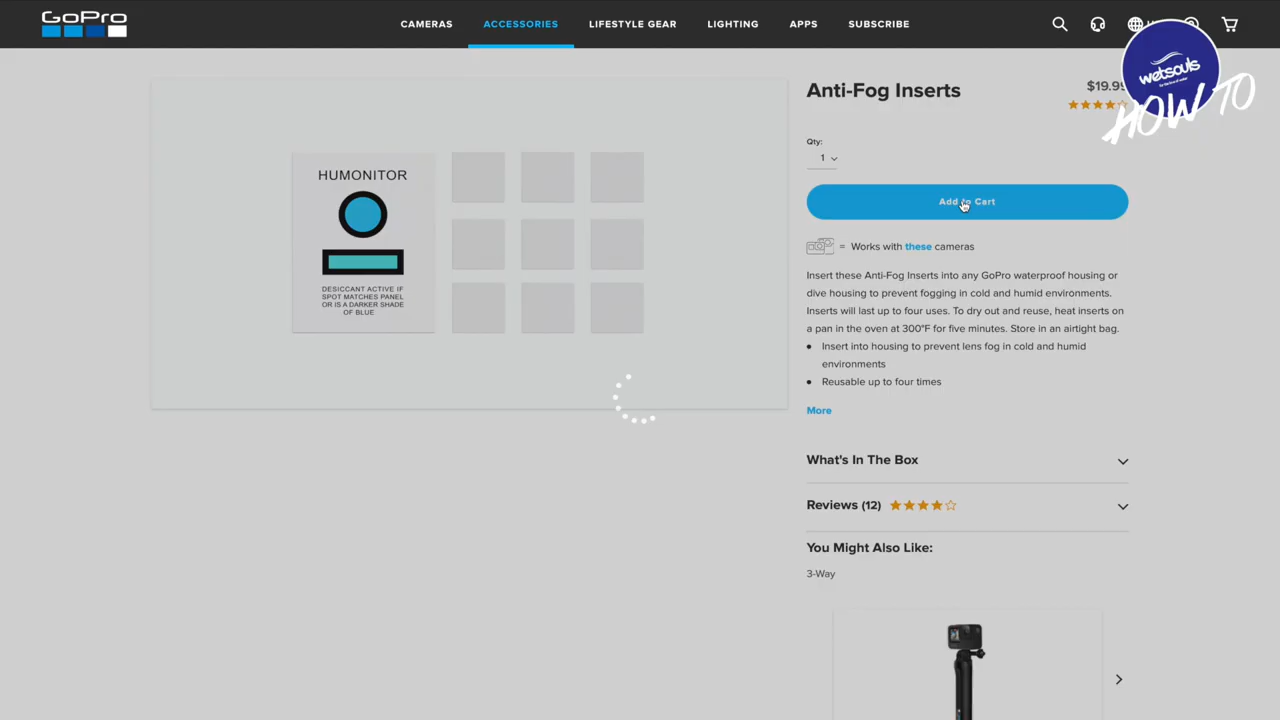 GoPro
CAMERAS
ACCESSORIES
LIFESTYLE GEAR
LIGHTING
APPS
SUBSCRIBE
wetsouls
HOW TO
Anti-Fog Inserts
$19.99
Qty:
1
Add to Cart
= Works with these cameras
Insert these Anti-Fog Inserts into any GoPro waterproof housing or
dive housing to prevent fogging in cold and humid environments.
Inserts will last up to four uses. To dry out and reuse, heat inserts on
a pan in the oven at 300°F for five minutes. Store in an airtight bag.
Insert into housing to prevent lens fog in cold and humid
environments
Reusable up to four times
More
What's In The Box
Reviews (12)
You Might Also Like:
3-Way
HUMONITOR
DESICCANT ACTIVE IF
SPOT MATCHES PANEL
OR IS A DARKER SHADE
OF BLUE